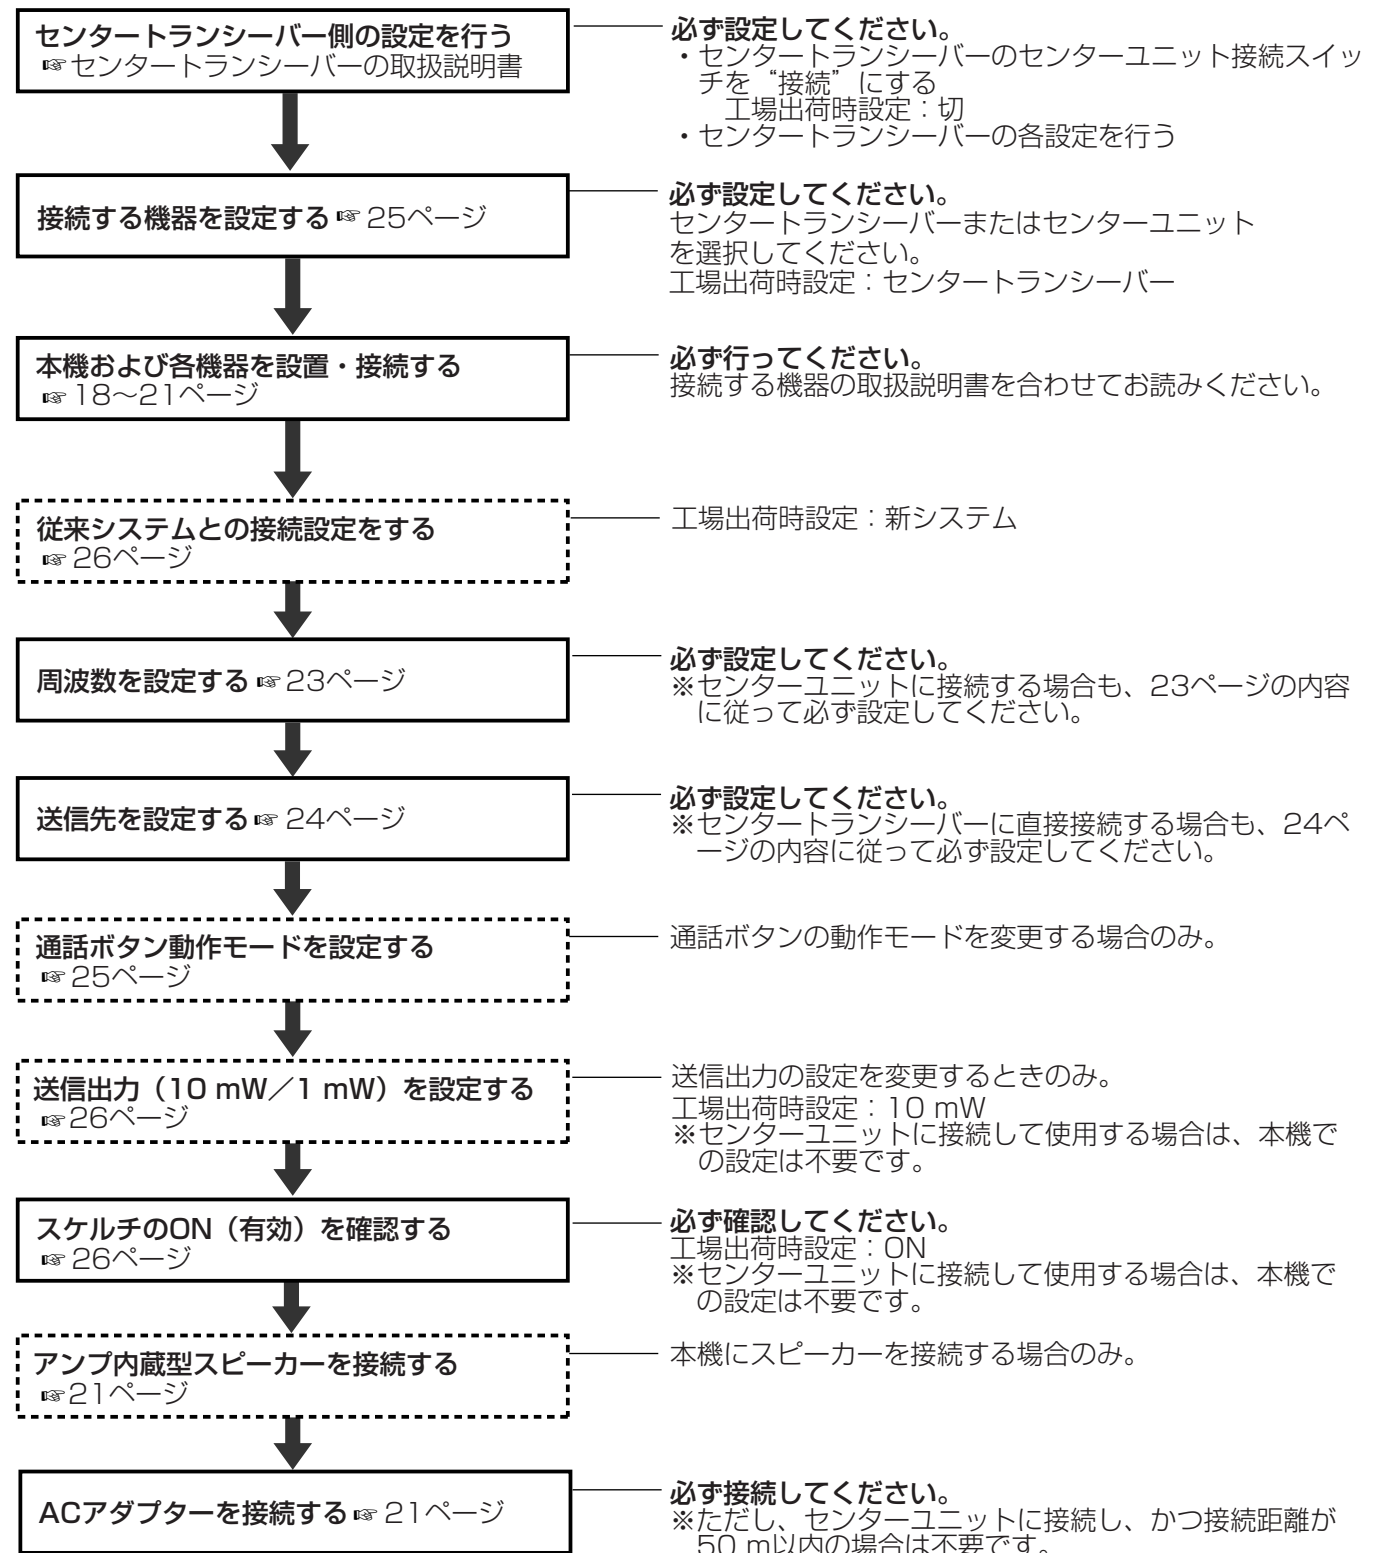 センタートランシーバー側の設定を行う
☞センタートランシーバーの取扱説明書
必ず設定してください。
・センタートランシーバーのセンターユニット接続スイッ
チを“接続”にする
工場出荷時設定：切
・センタートランシーバーの各設定を行う
接続する機器を設定する ☞ 25ページ
必ず設定してください。
センタートランシーバーまたはセンターユニット
を選択してください。
工場出荷時設定：センタートランシーバー
本機および各機器を設置・接続する
☞ 18～21ページ
必ず行ってください。
接続する機器の取扱説明書を合わせてお読みください。
従来システムとの接続設定をする
☞ 26ページ
工場出荷時設定：新システム
周波数を設定する ☞ 23ページ
必ず設定してください。
※センターユニットに接続する場合も、23ページの内容
に従って必ず設定してください。
送信先を設定する ☞ 24ページ
必ず設定してください。
※センタートランシーバーに直接接続する場合も、24ペ
ージの内容に従って必ず設定してください。
通話ボタン動作モードを設定する
☞ 25ページ
通話ボタンの動作モードを変更する場合のみ。
送信出力（10 mW／1 mW）を設定する
☞26ページ
送信出力の設定を変更するときのみ。
工場出荷時設定：10 mW
※センターユニットに接続して使用する場合は、本機で
の設定は不要です。
スケルチのON（有効）を確認する
☞ 26ページ
必ず確認してください。
工場出荷時設定：ON
※センターユニットに接続して使用する場合は、本機で
の設定は不要です。
アンプ内蔵型スピーカーを接続する
☞21ページ
本機にスピーカーを接続する場合のみ。
ACアダプターを接続する ☞ 21ページ
必ず接続してください。
※ただし、センターユニットに接続し、かつ接続距離が
50 m以内の場合は不要です。